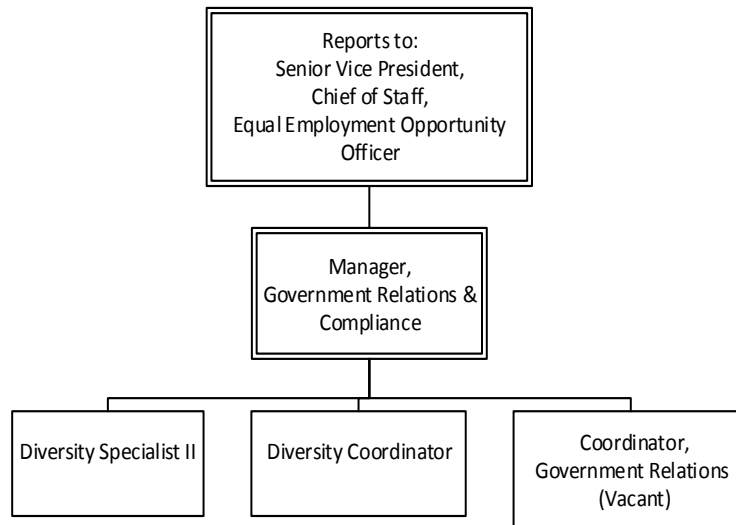 Reports to:
Senior Vice President,
Chief of Staff,
Equal Employment Opportunity
Officer
Manager,
Government Relations &
Compliance
Diversity Specialist II
Diversity Coordinator
Coordinator,
Government Relations
(Vacant)